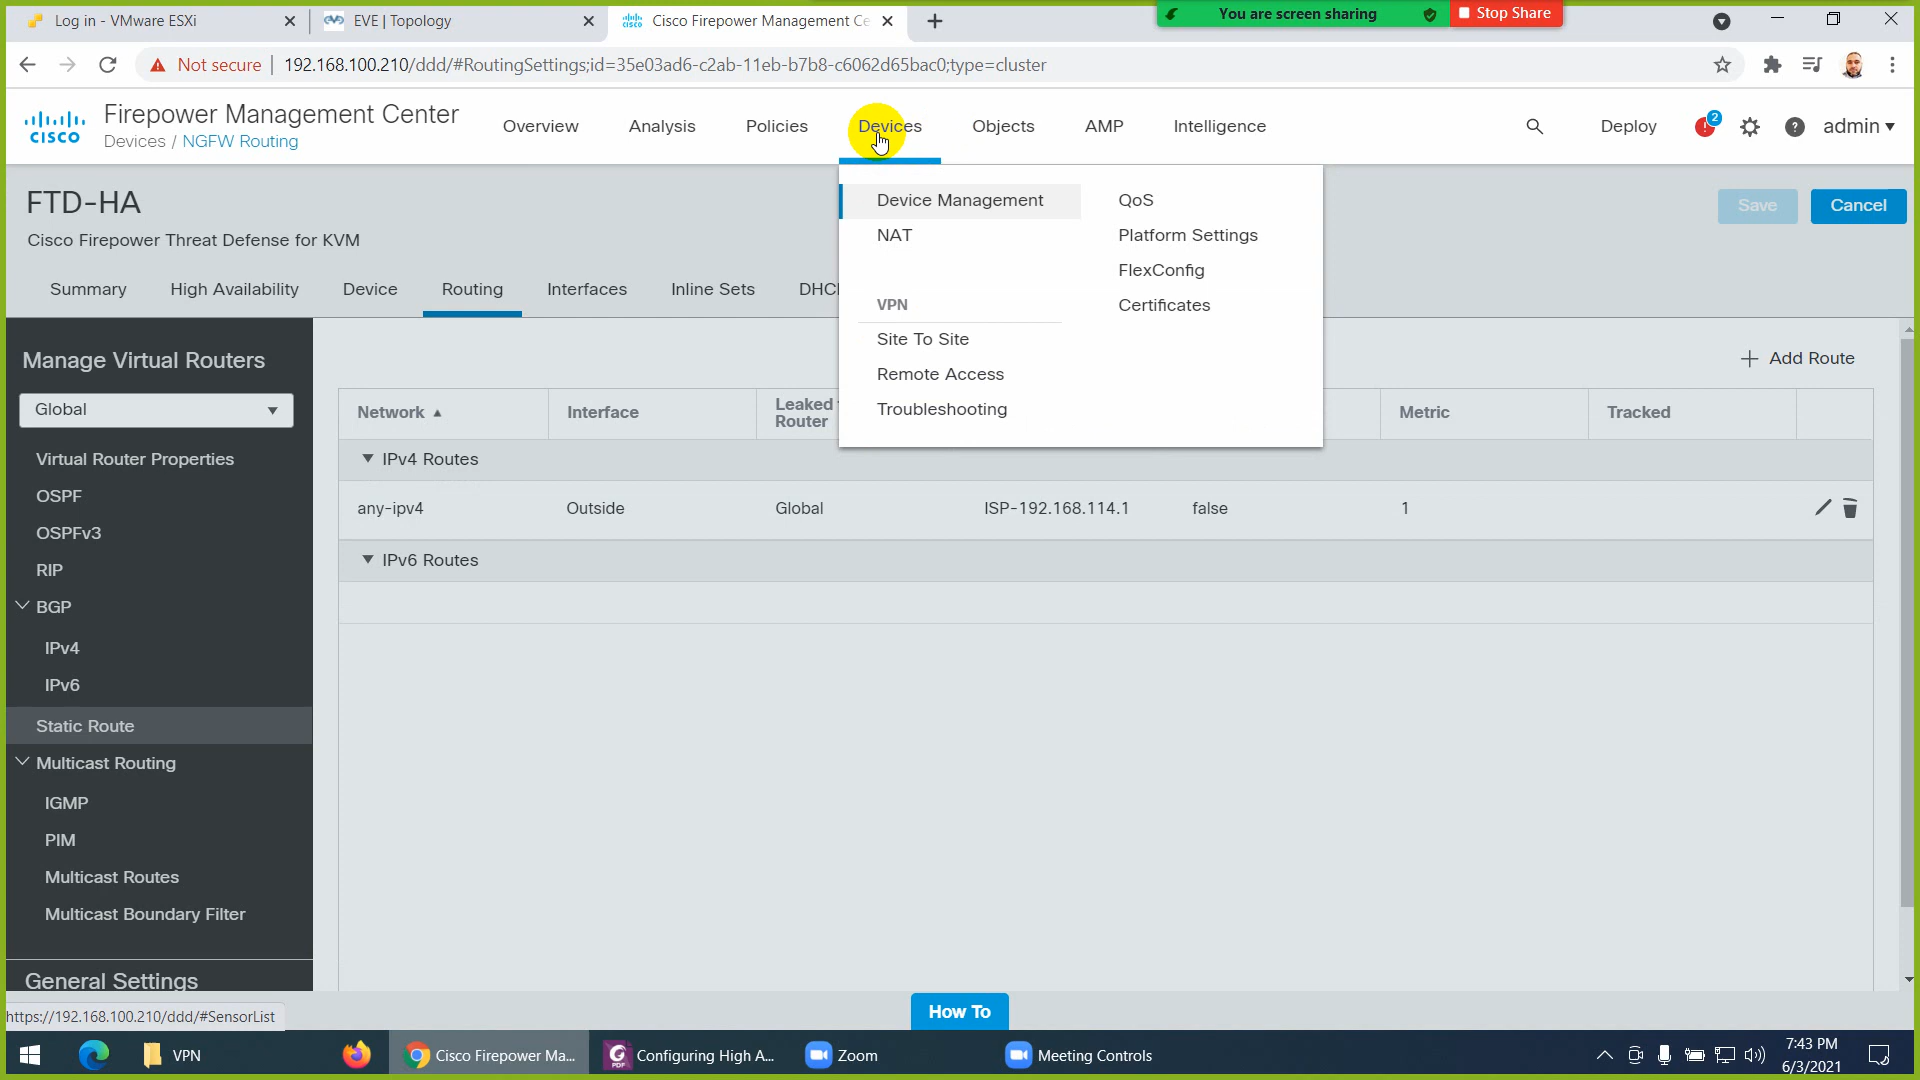 Log in - VMware ESXi
EVE | Topology
Cisco Firepower Management Ce
You are screen sharing
Stop Share
Not secure
192.168.100.210/ddd/#RoutingSettings;id=35e03ad6-c2ab-11eb-b7b8-c6062d65bac0;type=cluster
CISCO
Firepower Management Center
Devices / NGFW Routing
Overview
Analysis
Policies
Devices
Objects
AMP
Intelligence
Deploy
2
admin
FTD-HA
Cisco Firepower Threat Defense for KVM
Save
Cancel
Summary
High Availability
Device
Routing
Interfaces
Inline Sets
Device Management
NAT
VPN
Site To Site
Remote Access
Troubleshooting
QoS
Platform Settings
FlexConfig
Certificates
Manage Virtual Routers
Global
Virtual Router Properties
OSPF
OSPFv3
RIP
BGP
IPv4
IPv6
Static Route
Multicast Routing
IGMP
PIM
Multicast Routes
Multicast Boundary Filter
General Settings
+ Add Route
Network
Interface
Leaked
Router
Metric
Tracked
IPv4 Routes
any-ipv4
Outside
Global
ISP-192.168.114.1
false
1
IPv6 Routes
How To
https://192.168.100.210/ddd/#SensorList
VPN
Cisco Firepower Ma...
Configuring High A...
Zoom
Meeting Controls
7:43 PM
6/3/2021